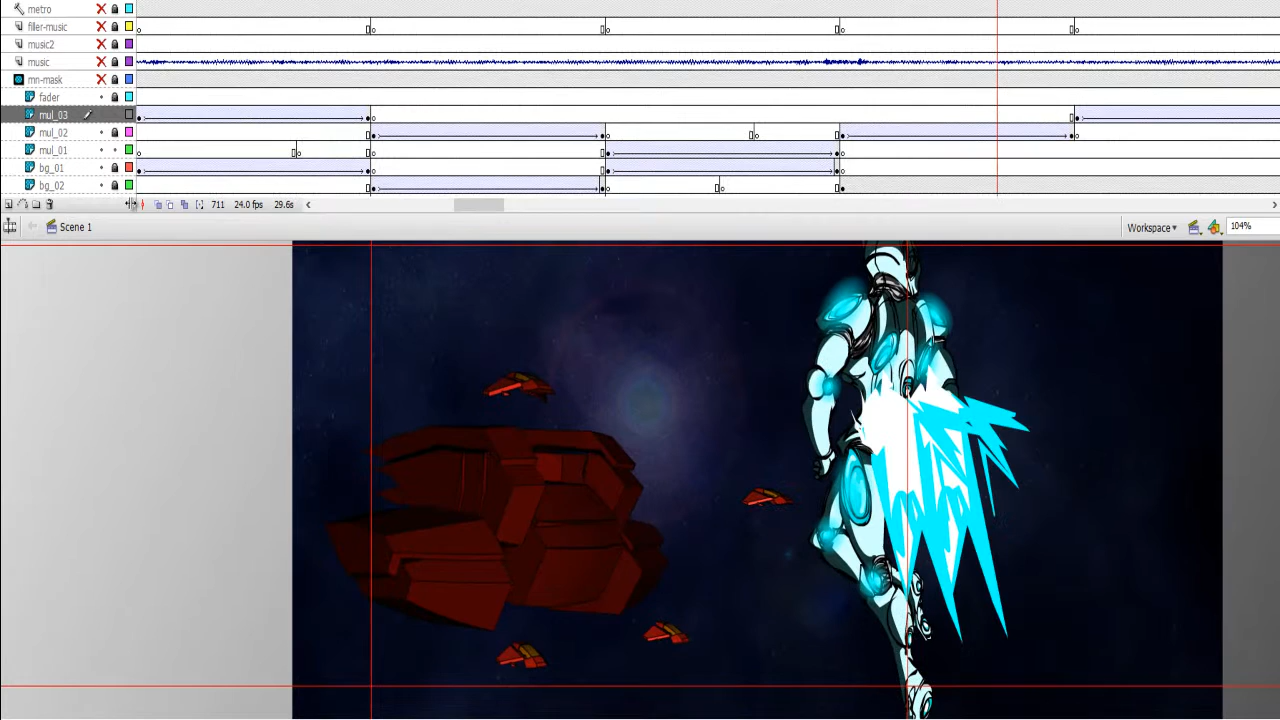 metro
filler-music
music2
music
mn-mask
fader
mul_03
mul_02
mul_01
bg_01
bg_02
711 24.0 fps 29.6s
Scene 1
Workspace 104%